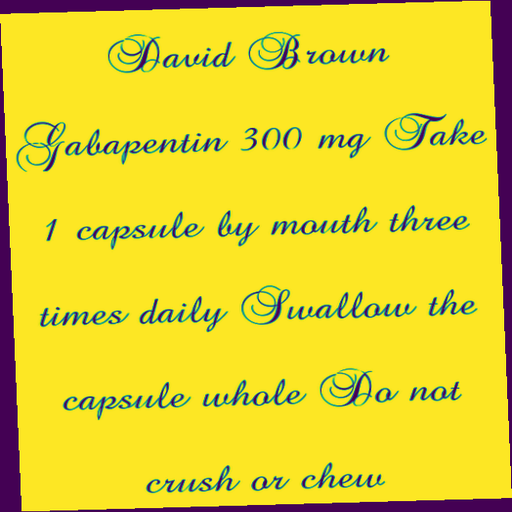 David Brown
Gabapentin 300 mg Take
1 capsule by mouth three
times daily Swallow the
capsule whole Do not
crush or chew